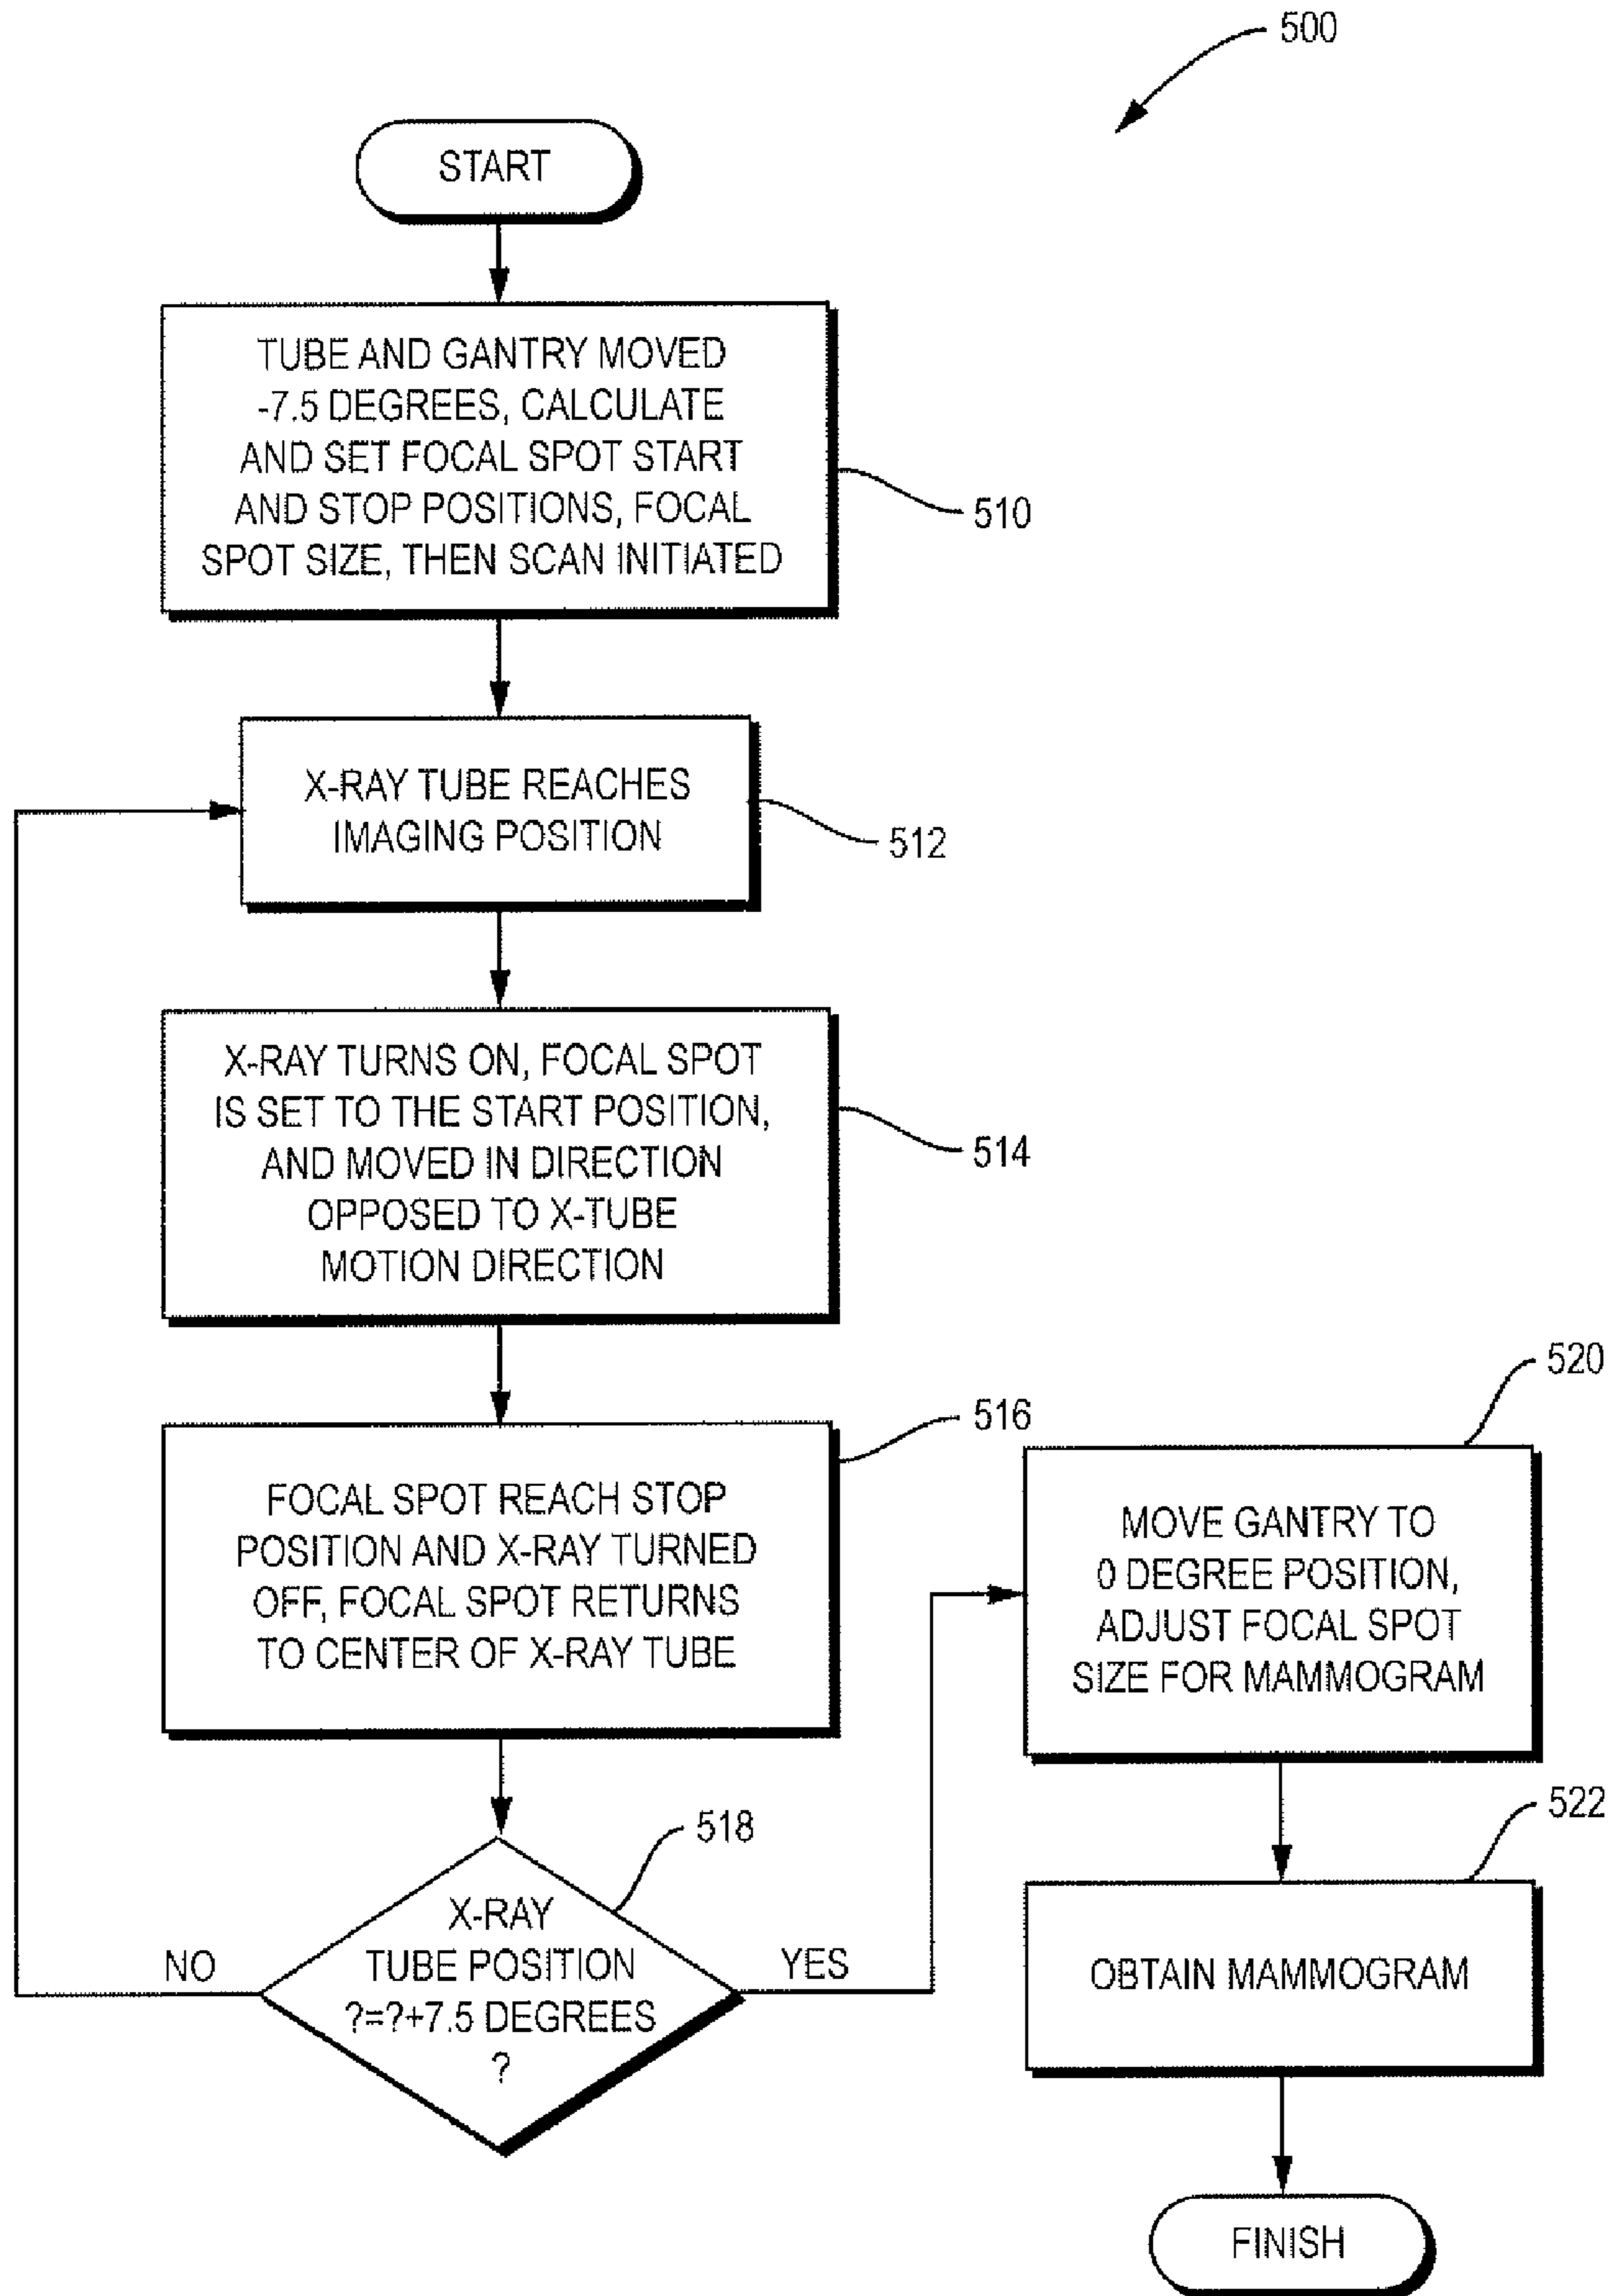 500
START
TUBE AND GANTRY MOVED
-7.5 DEGREES, CALCULATE
AND SET FOCAL SPOT START
AND STOP POSITIONS, FOCAL
SPOT SIZE, THEN SCAN INITIATED
510
X-RAY TUBE REACHES
IMAGING POSITION
512
X-RAY TURNS ON, FOCAL SPOT
IS SET TO THE START POSITION,
AND MOVED IN DIRECTION
OPPOSED TO X-TUBE
MOTION DIRECTION
514
FOCAL SPOT REACH STOP
POSITION AND X-RAY TURNED
OFF, FOCAL SPOT RETURNS
TO CENTER OF X-RAY TUBE
516
X-RAY
TUBE POSITION
?=?+7.5 DEGREES
?
518
NO
YES
520
MOVE GANTRY TO
0 DEGREE POSITION,
ADJUST FOCAL SPOT
SIZE FOR MAMMOGRAM
522
OBTAIN MAMMOGRAM
FINISH